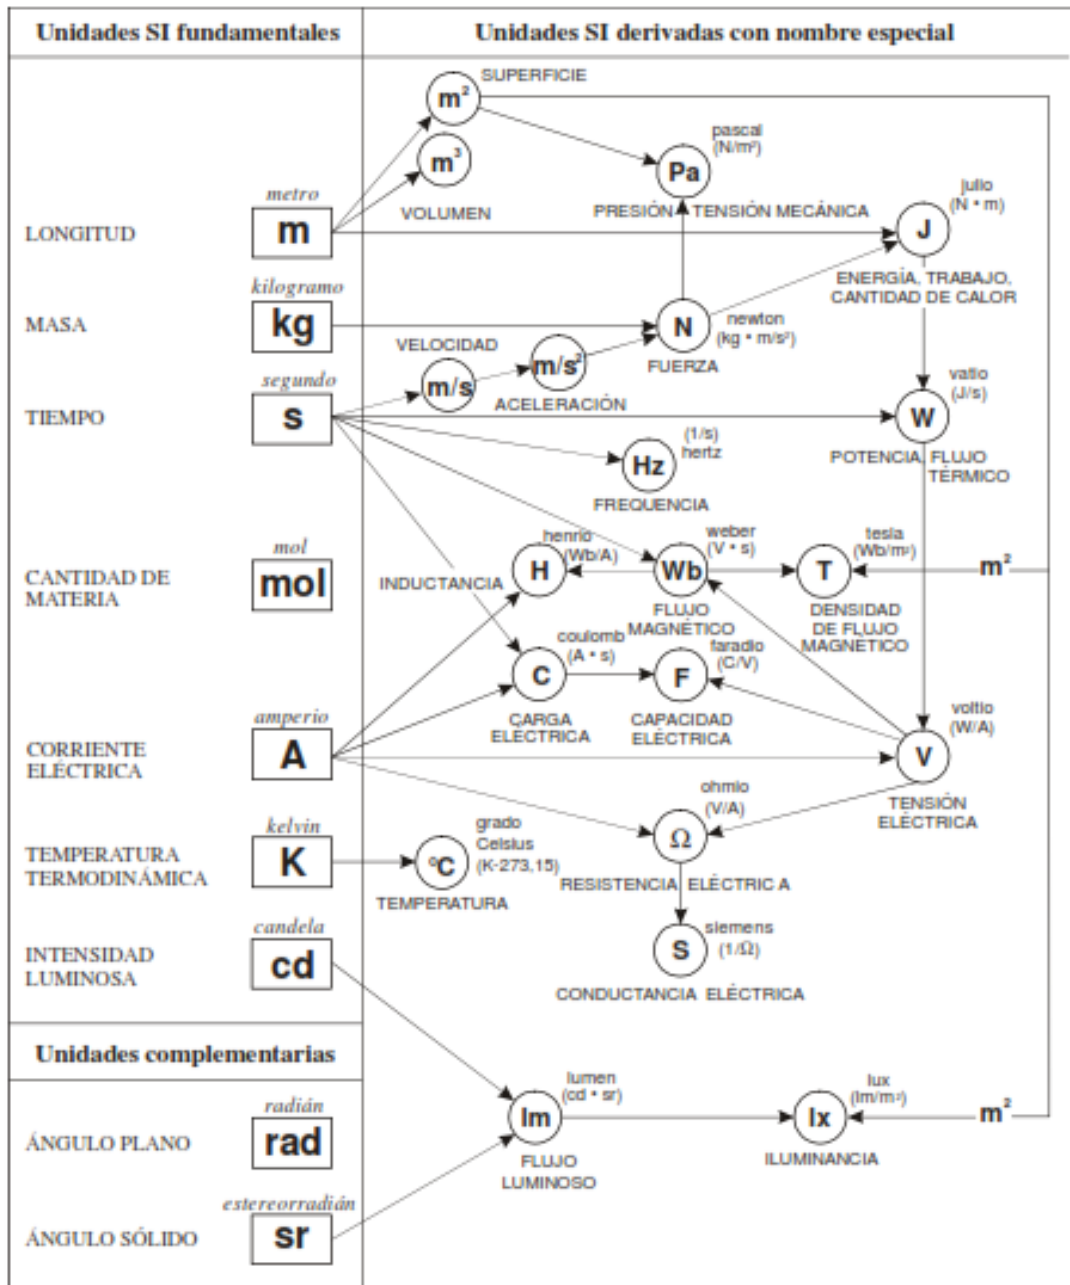 Unidades SI fundamentales
Unidades SI derivadas con nombre especial
SUPERFICIE
m²
pascal
(N/m²)
m³
Pa
metro
VOLUMEN
PRESIÓN
TENSIÓN MECÁNICA
julio
(N • m)
LONGITUD
m
J
kilogramo
ENERGÍA, TRABAJO,
CANTIDAD DE CALOR
MASA
kg
N
newton
(kg • m/s²)
VELOCIDAD
m/s²
FUERZA
segundo
m/s
ACELERACIÓN
vatio
(J/s)
TIEMPO
s
W
(1/s)
hertz
POTENCIA, FLUJO
TÉRMICO
Hz
FREQUENCIA
mol
henrio
(Wb/A)
weber
(V • s)
tesla
(Wb/m²)
CANTIDAD DE
MATERIA
mol
INDUCTANCIA
H
Wb
T
m²
FLUJO
MAGNÉTICO
DENSIDAD
DE FLUJO
MAGNÉTICO
coulomb
(A • s)
faradio
(C/V)
C
F
amperio
CARGA
ELÉCTRICA
CAPACIDAD
ELÉCTRICA
voltio
(W/A)
CORRIENTE
ELÉCTRICA
A
V
ohmio
(V/A)
TENSIÓN
ELÉCTRICA
kelvin
grado
Celsius
(K-273,15)
Ω
TEMPERATURA
TERMODINÁMICA
K
°C
RESISTENCIA ELÉCTRIC A
TEMPERATURA
candela
siemens
(1/Ω)
INTENSIDAD
LUMINOSA
cd
S
CONDUCTANCIA ELÉCTRICA
Unidades complementarias
lumen
(cd • sr)
lux
(lm/m²)
radián
lm
lx
m²
ÁNGULO PLANO
rad
FLUJO
LUMINOSO
ILUMINANCIA
estereorradián
ÁNGULO SÓLIDO
sr